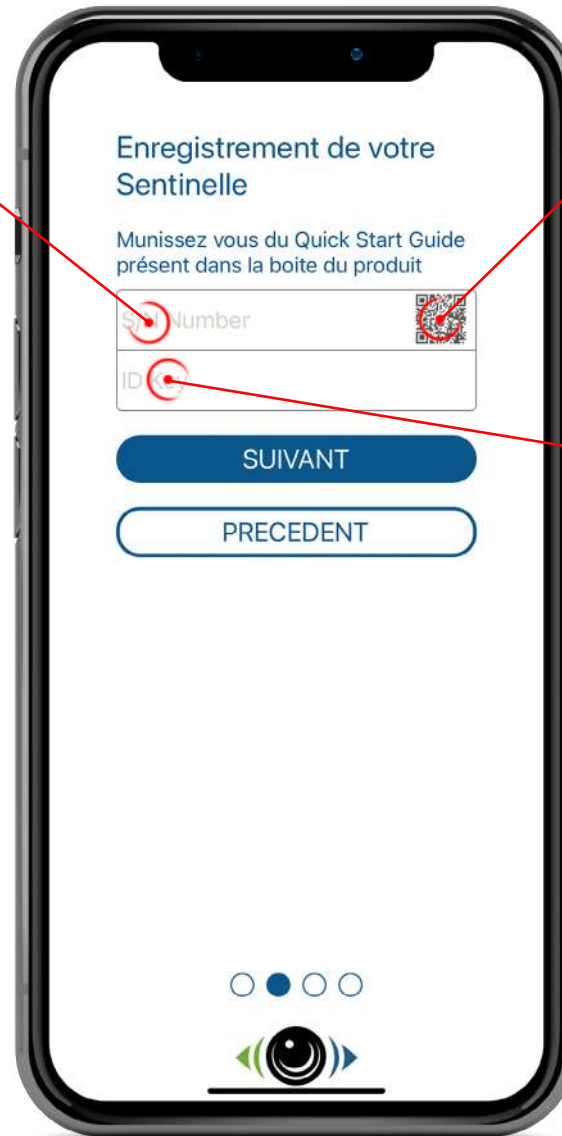 Enregistrement de votre
Sentinelle
Munissez vous du Quick Start Guide
présent dans la boite du produit
S/N Number
ID Key
SUIVANT
PRECEDENT